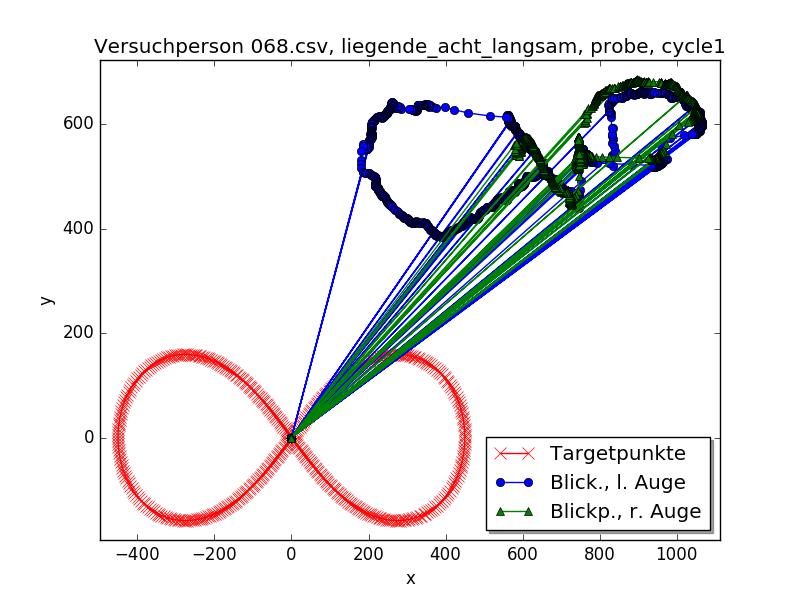 Versuchperson 068.csv, liegende_acht_langsam, probe, cycle1
600
400
200
0
y
−400 −200 0 200 400 600 800 1000
x
Targetpunkte
Blick., l. Auge
Blickp., r. Auge